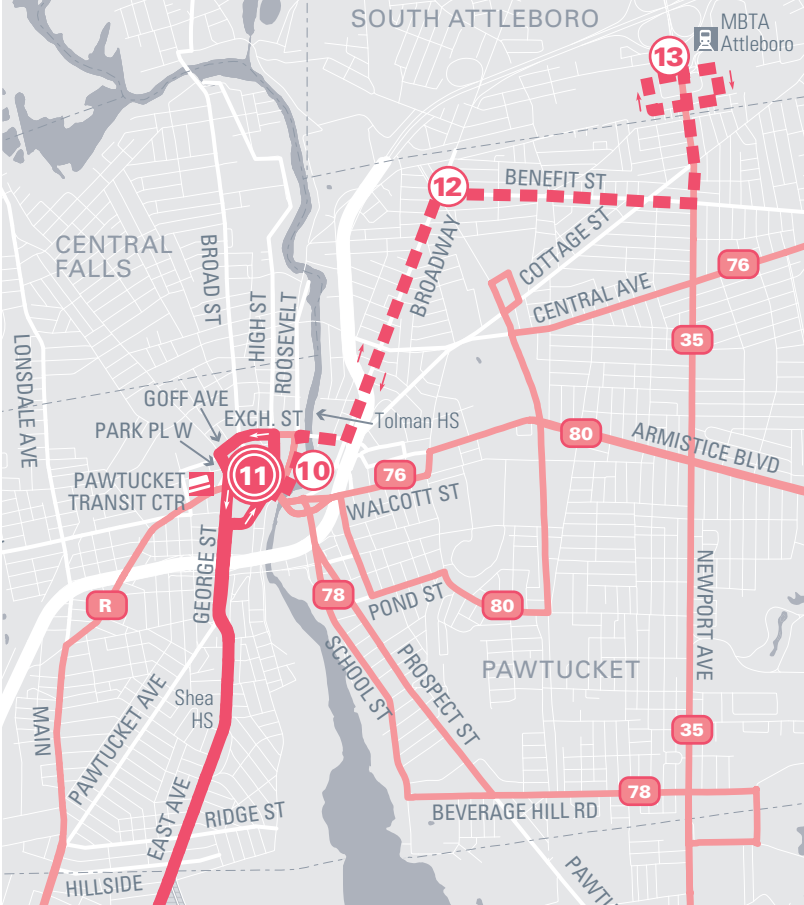 SOUTH ATTLEBORO
MBTA
Attleboro
13
12
BENEFIT ST
CENTRAL
FALLS
BROAD ST
BROADWAY
COTTAGE ST
76
CENTRAL AVE
HIGH ST
ROOSEVELT
35
LONSDALE AVE
GOFF AVE
EXCH. ST
Tolman HS
PARK PL W
80
ARMISTICE BLVD
PAWTUCKET
TRANSIT CTR
11
10
76
WALCOTT ST
GEORGE ST
NEWPORT AVE
R
78
POND ST
80
SCHOOL ST
PROSPECT ST
PAWTUCKET
MAIN
PAWTUCKET AVE
Shea
HS
35
78
BEVERAGE HILL RD
EAST AVE
RIDGE ST
HILLSIDE